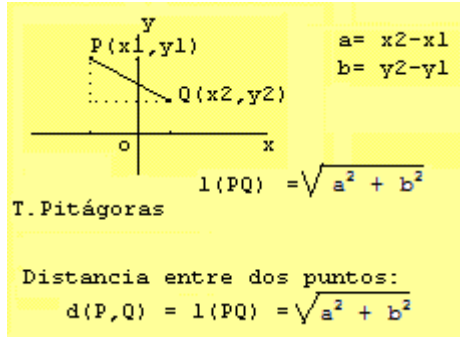 y
P(x1,y1)
a= x2-x1
b= y2-y1
Q(x2,y2)
o
x
l(PQ) =√a² + b²
T.Pitágoras
Distancia entre dos puntos:
d(P,Q) = l(PQ) =√a² + b²